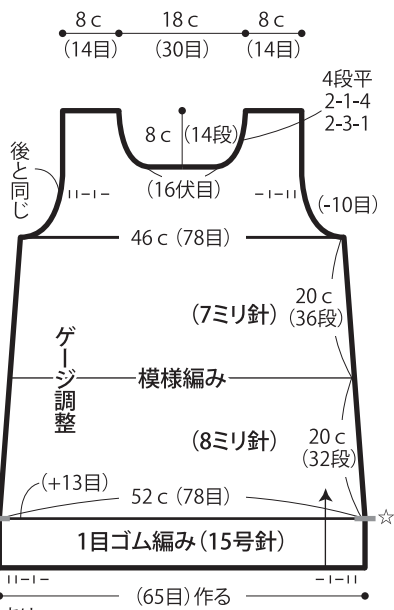 8 c 18 c 8 c
(14目) (30目) (14目)
4段平
2-1-4
2-3-1
8 c (14段)
後と同じ
(16伏目)
(-10目)
46 c (78目)
20 c
(36段)
(7ミリ針)
ゲージ調整
模様編み
(8ミリ針)
20 c
(32段)
(+13目)
52 c (78目)
☆
1目ゴム編み(15号針)
(65目)作る